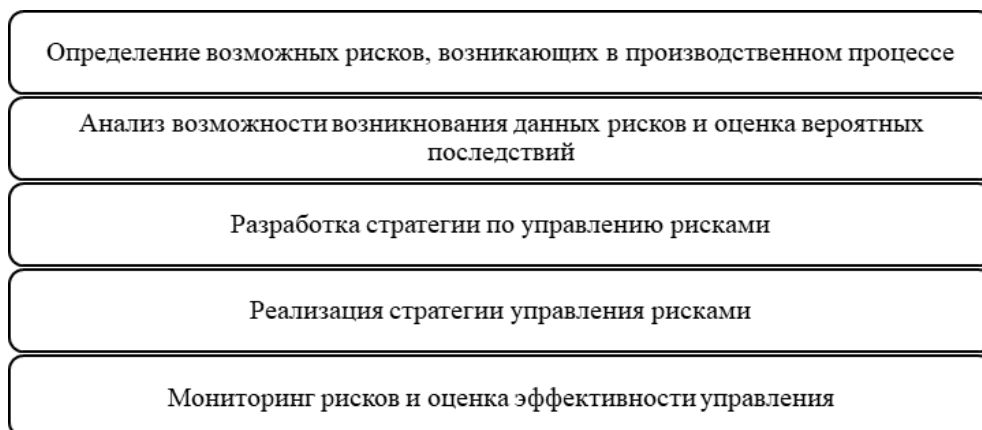 Определение возможных рисков, возникающих в производственном процессе
Анализ возможности возникнования данных рисков и оценка вероятных
последствий
Разработка стратегии по управлению рисками
Реализация стратегии управления рисками
Мониторинг рисков и оценка эффективности управления